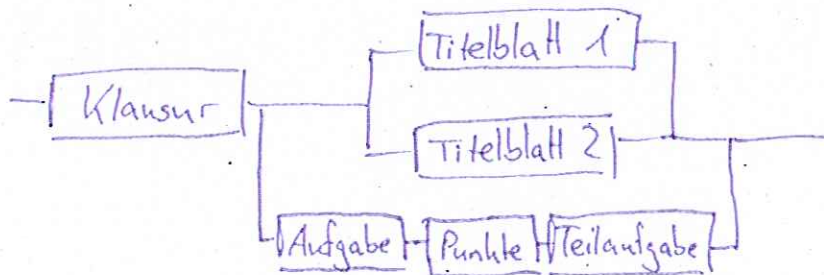 Titelblatt 1
Klausur
Titelblatt 2
Aufgabe Punkte Teilaufgabe